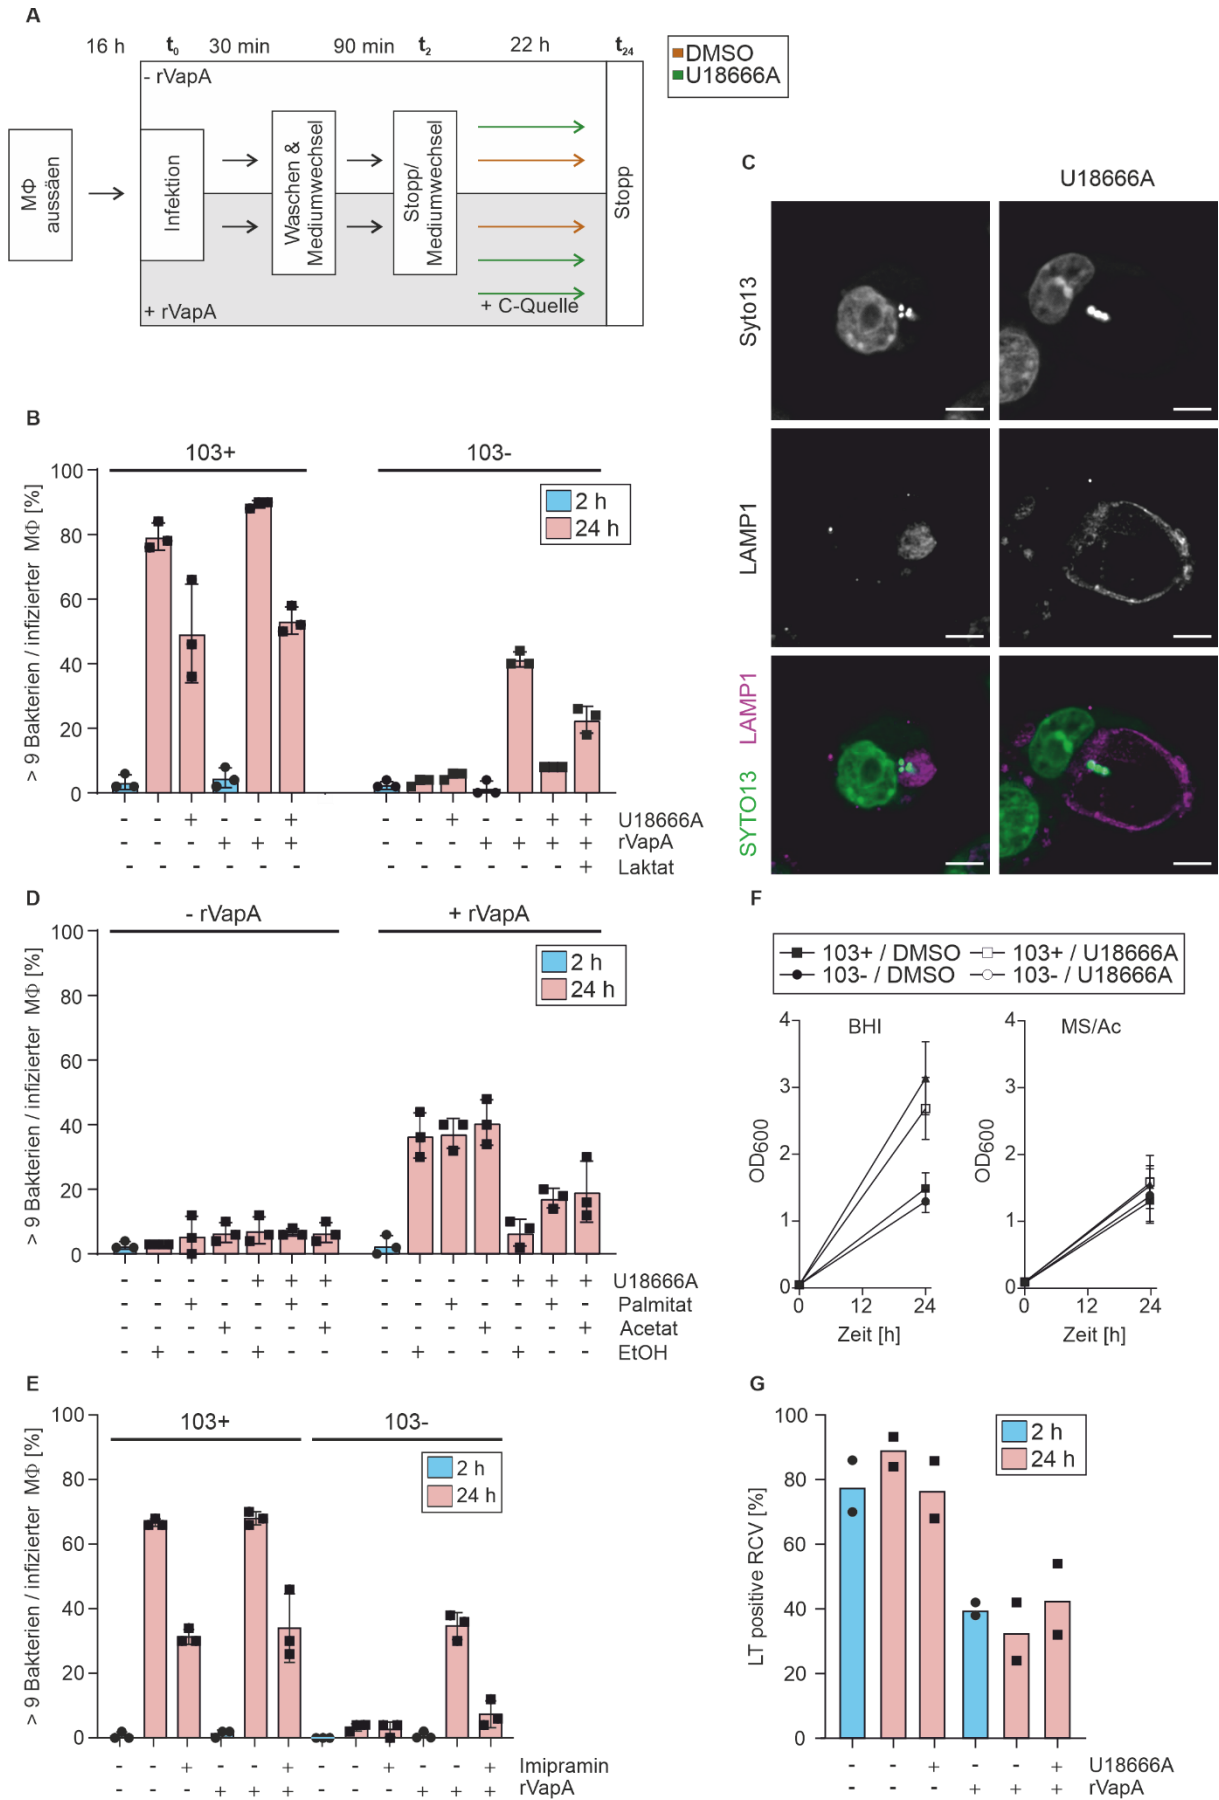 A
16 h t0 30 min 90 min t2 22 h t24
DMSO
U18666A
- rVapA
MΦ aussäen
Infektion
Waschen & Mediumwechsel
Stopp/ Mediumwechsel
Stopp
+ rVapA
+ C-Quelle
B
103+ 103-
> 9 Bakterien / infizierter MΦ [%]
100
80
60
40
20
0
2 h
24 h
- - + - - + - - + - - + + U18666A
- - - + + + - - - + + + + rVapA
- - - - - - - - - - - - + Laktat
C
U18666A
Syto13
LAMP1
SYTO13 LAMP1
D
- rVapA + rVapA
> 9 Bakterien / infizierter MΦ [%]
100
80
60
40
20
0
2 h
24 h
- - - - + + + - - - - + + + U18666A
- - + - - + - - - + - - + - Palmitat
- - - + - - + - - - + - - + Acetat
- + - - + - - - + - - + - - EtOH
E
103+ 103-
> 9 Bakterien / infizierter MΦ [%]
100
80
60
40
20
0
2 h
24 h
- - + - - + - - + - - + Imipramin
- - - + + + - - - + + + rVapA
F
103+ / DMSO 103+ / U18666A
103- / DMSO 103- / U18666A
BHI
OD600
4
3
2
1
0
0 12 24
Zeit [h]
MS/Ac
OD600
4
3
2
1
0
0 12 24
Zeit [h]
G
LT positive RCV [%]
100
80
60
40
20
0
2 h
24 h
- - + - - + U18666A
- - - + + + rVapA